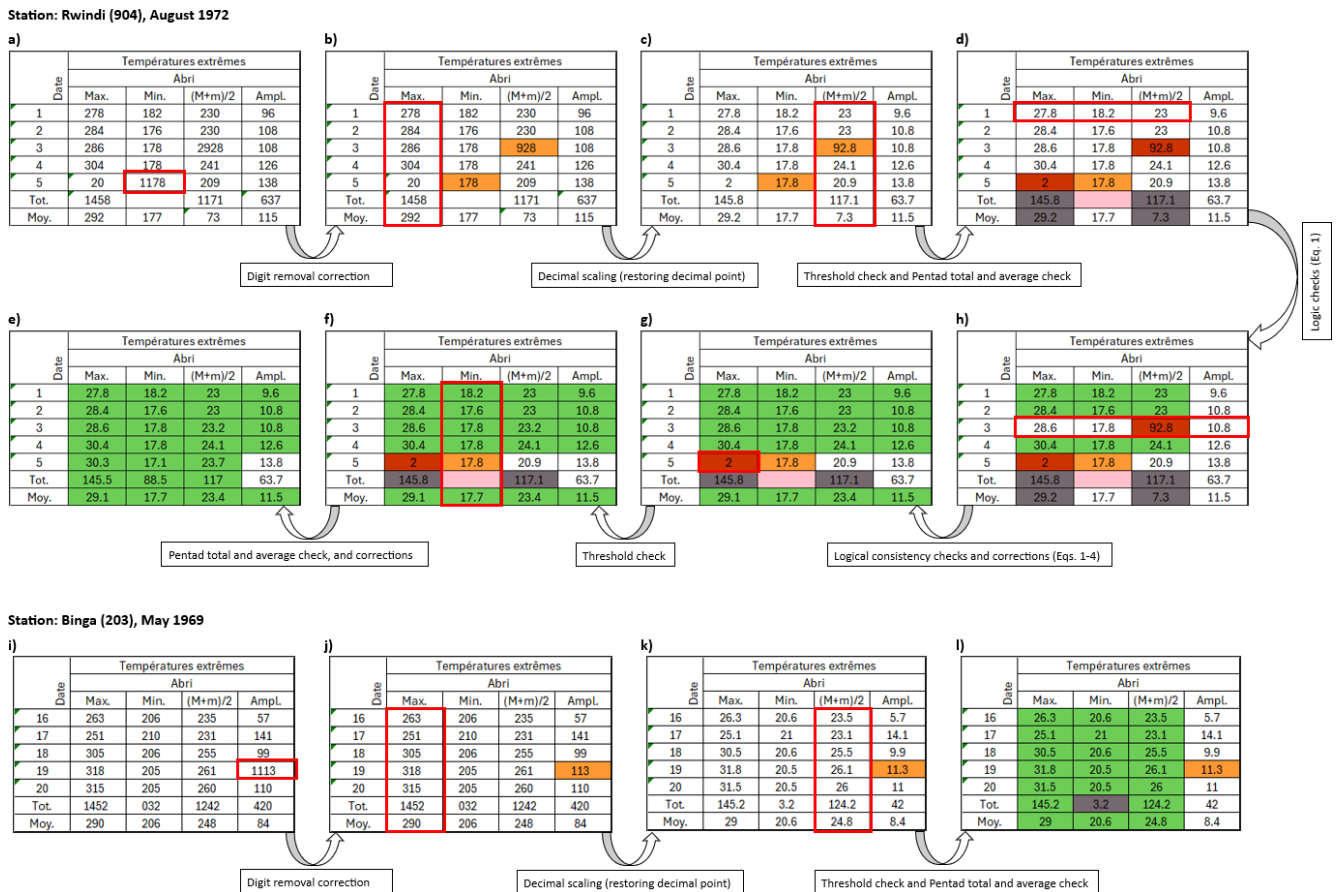 Station: Rwindi (904), August 1972
a)
Date
Températures extrêmes
Abri
Max. Min. (M+m)/2 Ampl.
1 278 182 230 96
2 284 176 230 108
3 286 178 2928 108
4 304 178 241 126
5 20 1178 209 138
Tot. 1458 1171 637
Moy. 292 177 73 115
b)
Date
Températures extrêmes
Abri
Max. Min. (M+m)/2 Ampl.
1 278 182 230 96
2 284 176 230 108
3 286 178 928 108
4 304 178 241 126
5 20 178 209 138
Tot. 1458 1171 637
Moy. 292 177 73 115
c)
Date
Températures extrêmes
Abri
Max. Min. (M+m)/2 Ampl.
1 27.8 18.2 23 9.6
2 28.4 17.6 23 10.8
3 28.6 17.8 92.8 10.8
4 30.4 17.8 24.1 12.6
5 2 17.8 20.9 13.8
Tot. 145.8 117.1 63.7
Moy. 29.2 17.7 7.3 11.5
d)
Date
Températures extrêmes
Abri
Max. Min. (M+m)/2 Ampl.
1 27.8 18.2 23 9.6
2 28.4 17.6 23 10.8
3 28.6 17.8 92.8 10.8
4 30.4 17.8 24.1 12.6
5 2 17.8 20.9 13.8
Tot. 145.8 117.1 63.7
Moy. 29.2 17.7 7.3 11.5
Digit removal correction
Decimal scaling (restoring decimal point)
Threshold check and Pentad total and average check
Logic checks (Eq. 1)
e)
Date
Températures extrêmes
Abri
Max. Min. (M+m)/2 Ampl.
1 27.8 18.2 23 9.6
2 28.4 17.6 23 10.8
3 28.6 17.8 23.2 10.8
4 30.4 17.8 24.1 12.6
5 30.3 17.1 23.7 13.8
Tot. 145.5 88.5 117 63.7
Moy. 29.1 17.7 23.4 11.5
f)
Date
Températures extrêmes
Abri
Max. Min. (M+m)/2 Ampl.
1 27.8 18.2 23 9.6
2 28.4 17.6 23 10.8
3 28.6 17.8 23.2 10.8
4 30.4 17.8 24.1 12.6
5 2 17.8 20.9 13.8
Tot. 145.8 117.1 63.7
Moy. 29.1 17.7 23.4 11.5
g)
Date
Températures extrêmes
Abri
Max. Min. (M+m)/2 Ampl.
1 27.8 18.2 23 9.6
2 28.4 17.6 23 10.8
3 28.6 17.8 23.2 10.8
4 30.4 17.8 24.1 12.6
5 2 17.8 20.9 13.8
Tot. 145.8 117.1 63.7
Moy. 29.1 17.7 23.4 11.5
h)
Date
Températures extrêmes
Abri
Max. Min. (M+m)/2 Ampl.
1 27.8 18.2 23 9.6
2 28.4 17.6 23 10.8
3 28.6 17.8 92.8 10.8
4 30.4 17.8 24.1 12.6
5 2 17.8 20.9 13.8
Tot. 145.8 117.1 63.7
Moy. 29.2 17.7 7.3 11.5
Pentad total and average check, and corrections
Threshold check
Logical consistency checks and corrections (Eqs. 1-4)
Station: Binga (203), May 1969
i)
Date
Températures extrêmes
Abri
Max. Min. (M+m)/2 Ampl.
16 263 206 235 57
17 251 210 231 141
18 305 206 255 99
19 318 205 261 1113
20 315 205 260 110
Tot. 1452 032 1242 420
Moy. 290 206 248 84
j)
Date
Températures extrêmes
Abri
Max. Min. (M+m)/2 Ampl.
16 263 206 235 57
17 251 210 231 141
18 305 206 255 99
19 318 205 261 113
20 315 205 260 110
Tot. 1452 032 1242 420
Moy. 290 206 248 84
k)
Date
Températures extrêmes
Abri
Max. Min. (M+m)/2 Ampl.
16 26.3 20.6 23.5 5.7
17 25.1 21 23.1 14.1
18 30.5 20.6 25.5 9.9
19 31.8 20.5 26.1 11.3
20 31.5 20.5 26 11
Tot. 145.2 3.2 124.2 42
Moy. 29 20.6 24.8 8.4
l)
Date
Températures extrêmes
Abri
Max. Min. (M+m)/2 Ampl.
16 26.3 20.6 23.5 5.7
17 25.1 21 23.1 14.1
18 30.5 20.6 25.5 9.9
19 31.8 20.5 26.1 11.3
20 31.5 20.5 26 11
Tot. 145.2 3.2 124.2 42
Moy. 29 20.6 24.8 8.4
Digit removal correction
Decimal scaling (restoring decimal point)
Threshold check and Pentad total and average check